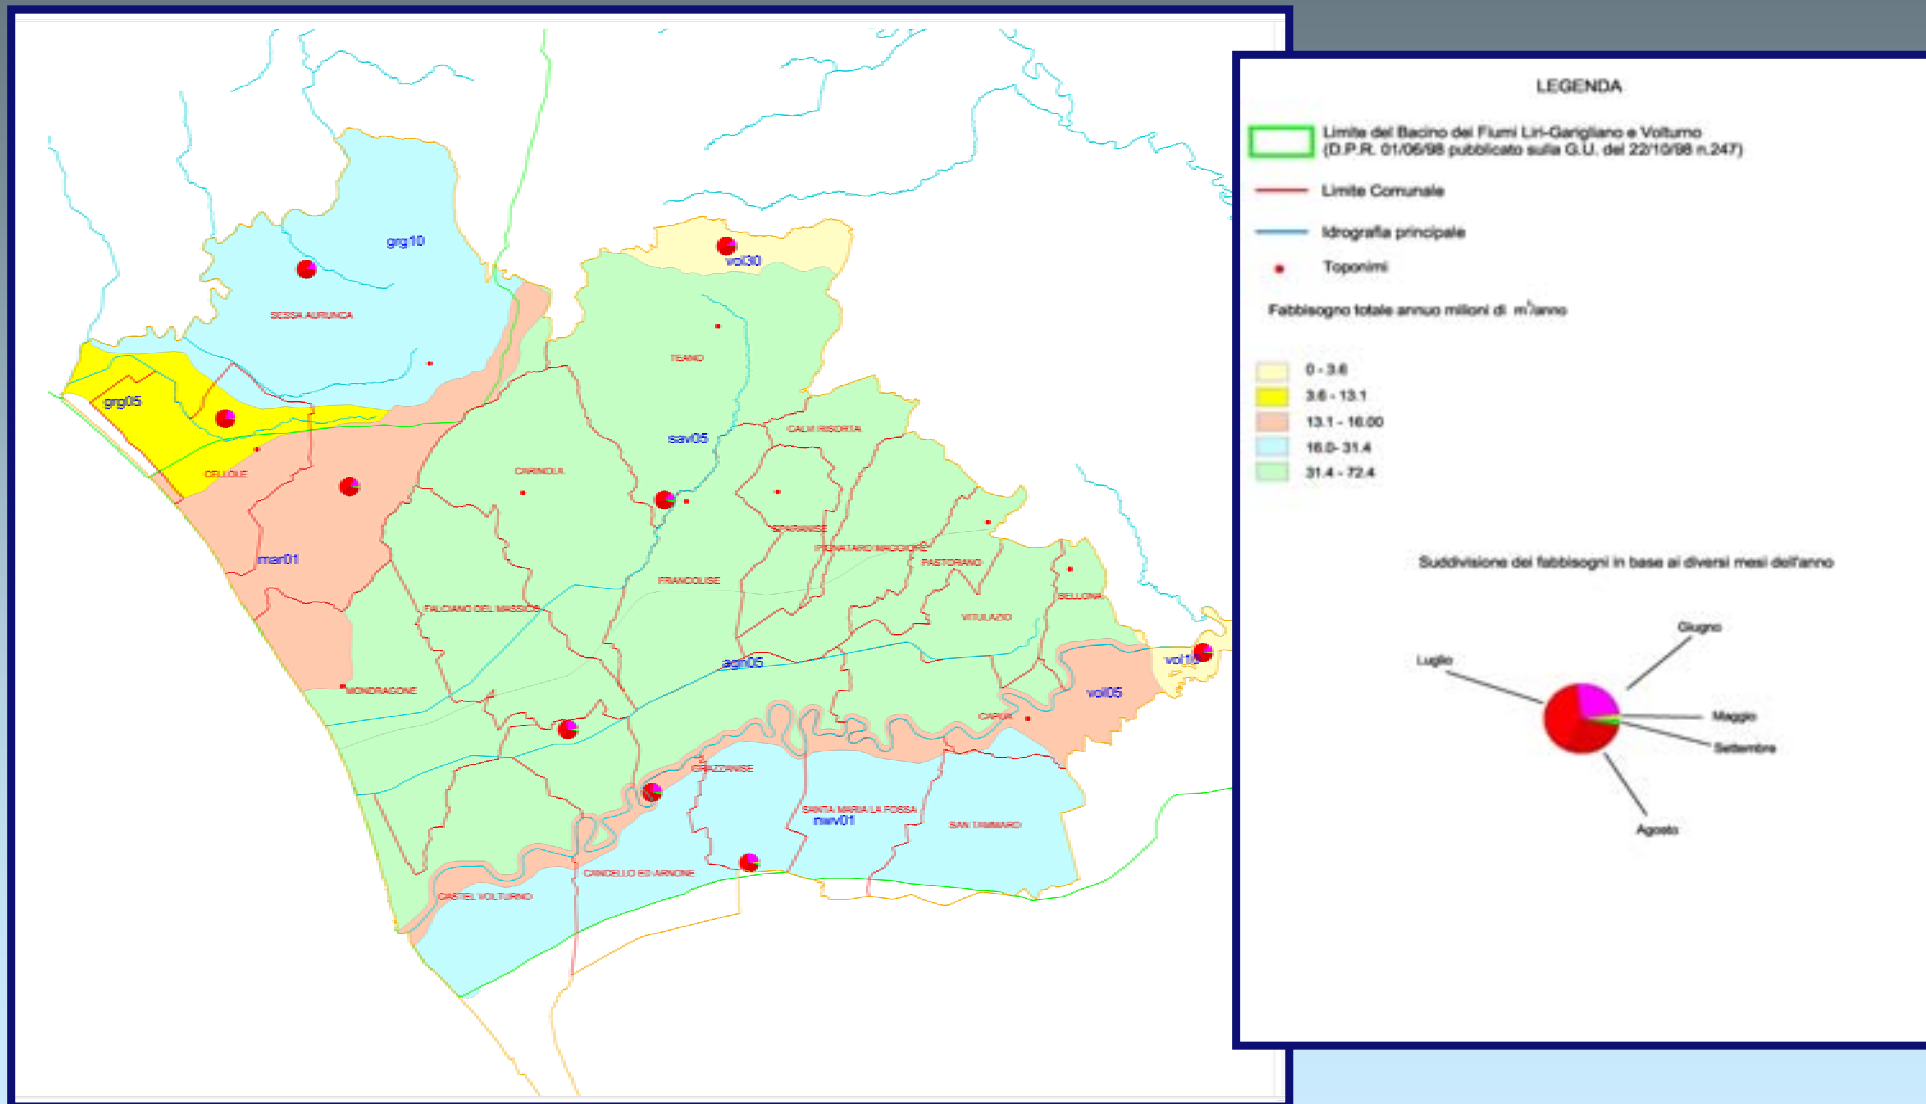 grg10
vol30
SESSA AURUNCA
TEANO
grg05
sav05
CALVI RISORTA
CELLOLE
CARINOLA
SPARANISE
PIGNATARO MAGGIORE
mar01
PASTORANO
FRANCOLISE
BELLONA
FALCIANO DEL MASSICO
VITULAZIO
agn05
vol10
MONDRAGONE
vol05
CAPUA
GRAZZANISE
SANTA MARIA LA FOSSA
nwv01
SAN TAMMARO
CANCELLO ED ARNONE
CASTEL VOLTURNO
LEGENDA
Limite del Bacino dei Fiumi Liri-Garigliano e Volturno
(D.P.R. 01/06/98 pubblicato sulla G.U. del 22/10/98 n.247)
Limite Comunale
Idrografia principale
Toponimi
Fabbisogno totale annuo milioni di m³/anno
0 - 3.6
3.6 - 13.1
13.1 - 16.00
16.0- 31.4
31.4 - 72.4
Suddivisione dei fabbisogni in base ai diversi mesi dell'anno
Giugno
Luglio
Maggio
Settembre
Agosto